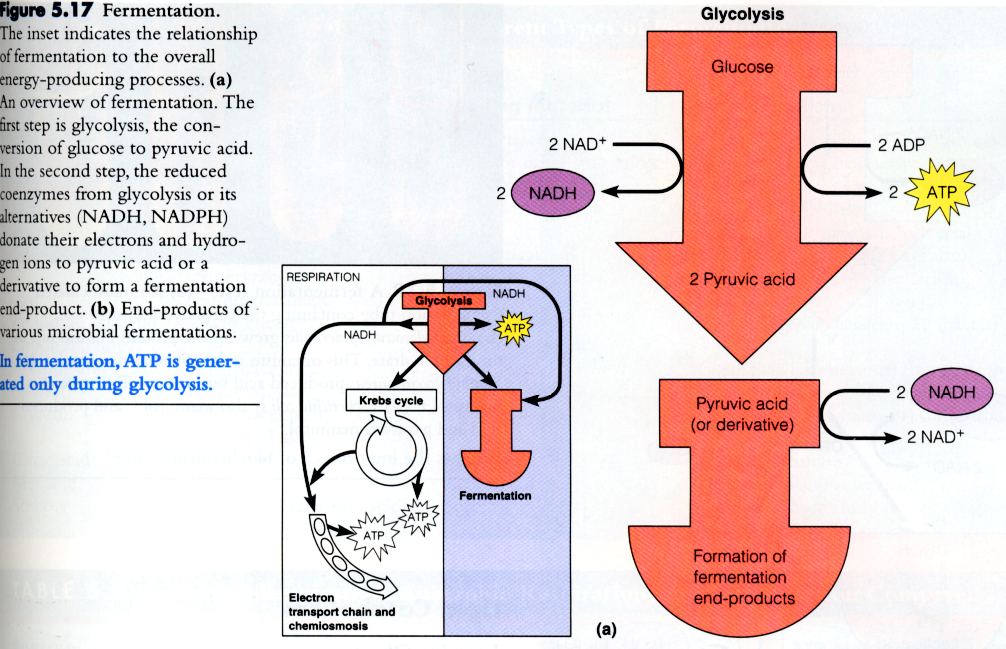 Figure 5.17 Fermentation.
The inset indicates the relationship
of fermentation to the overall
energy-producing processes. (a)
An overview of fermentation. The
first step is glycolysis, the con-
version of glucose to pyruvic acid.
In the second step, the reduced
coenzymes from glycolysis or its
alternatives (NADH, NADPH)
donate their electrons and hydro-
gen ions to pyruvic acid or a
derivative to form a fermentation
end-product. (b) End-products of
various microbial fermentations.
In fermentation, ATP is gener-
ated only during glycolysis.
RESPIRATION
Glycolysis
NADH
NADH
ATP
Krebs cycle
Fermentation
ATP
ATP
Electron
transport chain and
chemiosmosis
Glycolysis
Glucose
2 NAD+
2 NADH
2 ADP
2 ATP
2 Pyruvic acid
Pyruvic acid
(or derivative)
2 NADH
2 NAD+
Formation of
fermentation
end-products
(a)